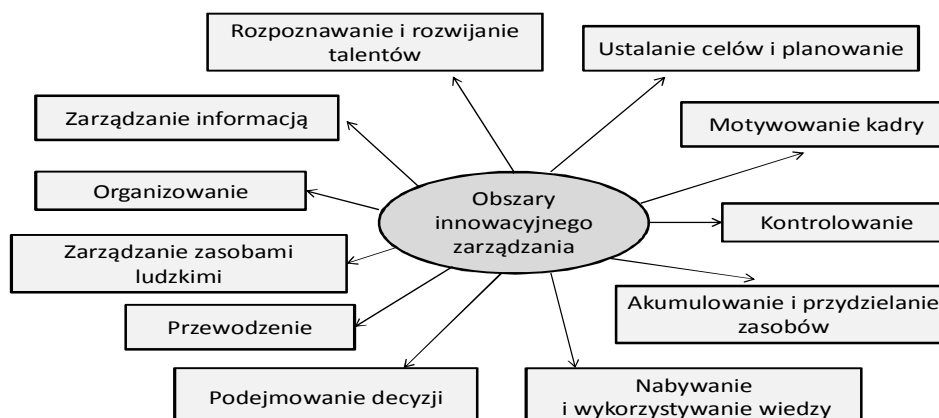 Rozpoznawanie i rozwijanie
talentów
Ustalanie celów i planowanie
Zarządzanie informacją
Motywowanie kadry
Organizowanie
Obszary
innowacyjnego
zarządzania
Kontrolowanie
Zarządzanie zasobami
ludzkimi
Akumulowanie i przydzielanie
zasobów
Przewodzenie
Podejmowanie decyzji
Nabywanie
i wykorzystywanie wiedzy